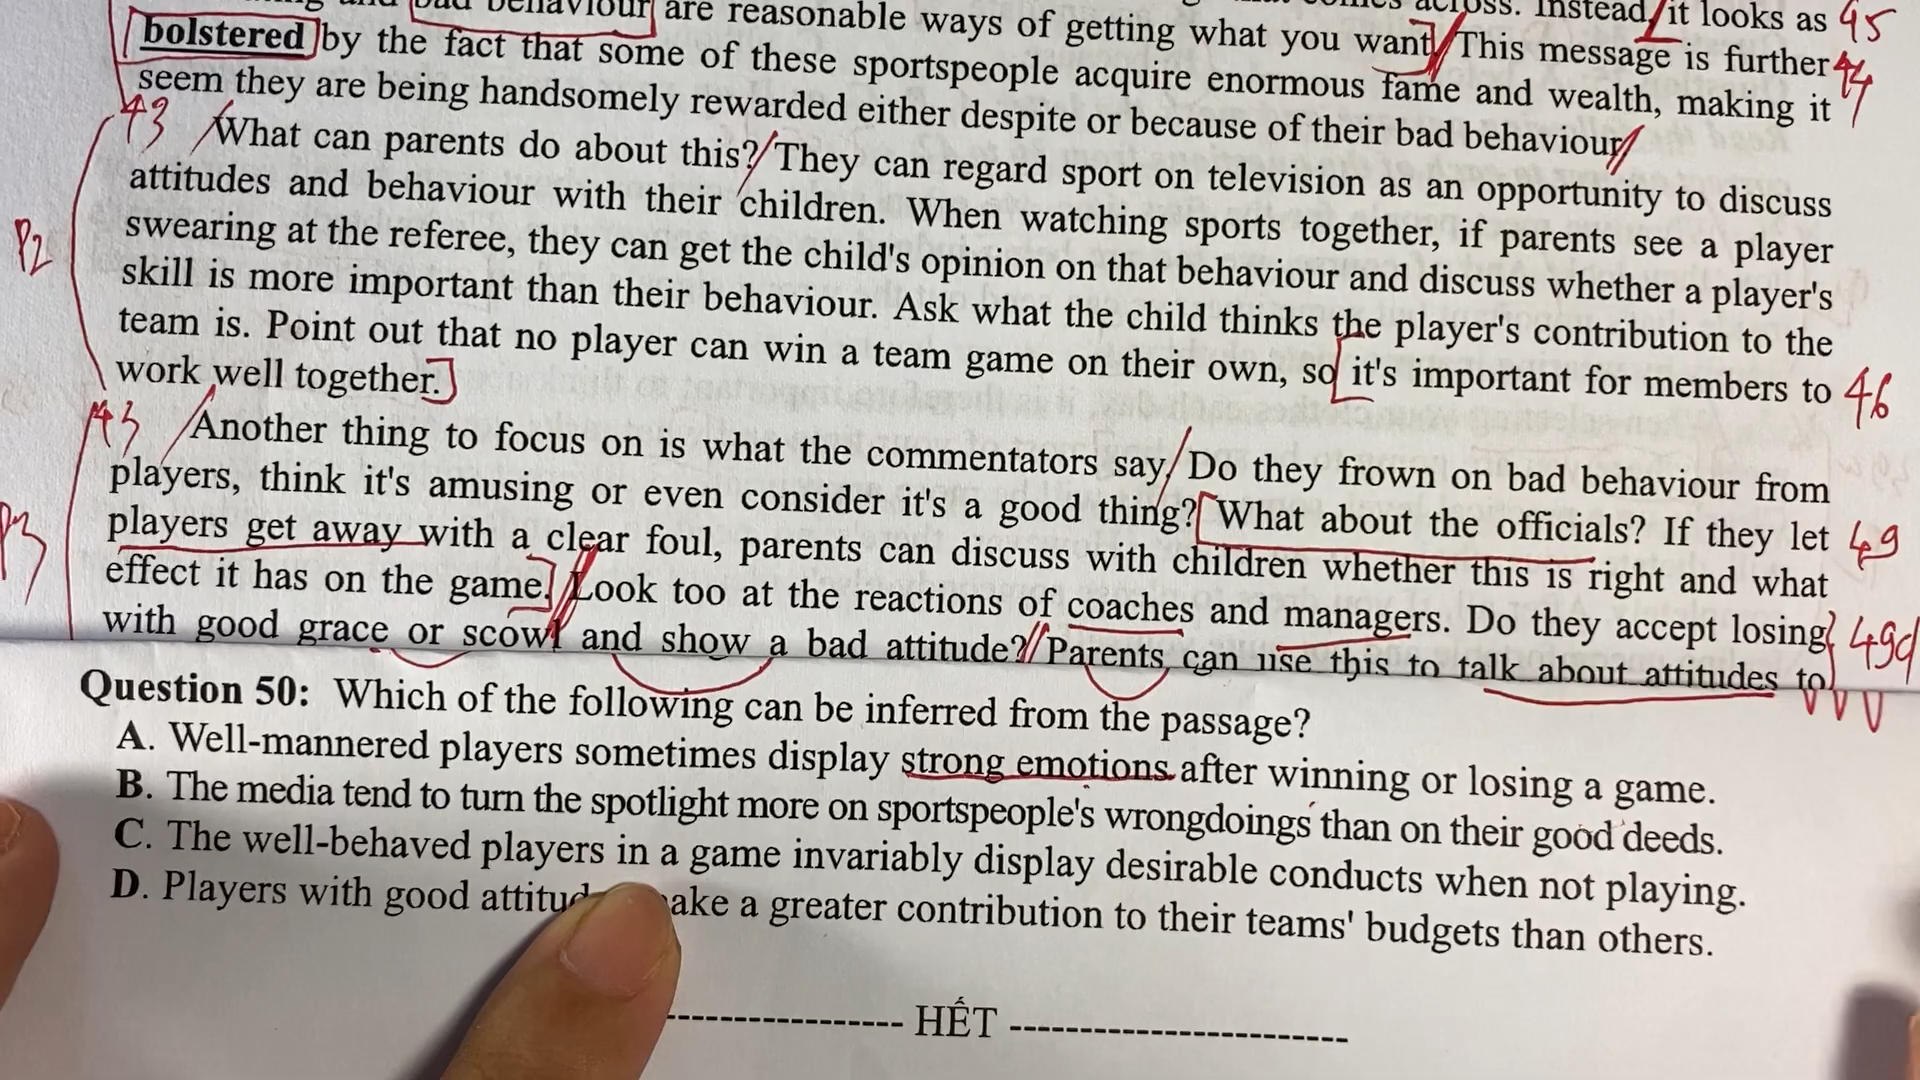 bad behaviour are reasonable ways of getting what you want. This message is further 44
comes across. Instead, it looks as 45
bolstered by the fact that some of these sportspeople acquire enormous fame and wealth, making it
seem they are being handsomely rewarded either despite or because of their bad behaviour
43 What can parents do about this? They can regard sport on television as an opportunity to discuss
attitudes and behaviour with their children. When watching sports together, if parents see a player
P2 swearing at the referee, they can get the child's opinion on that behaviour and discuss whether a player's
skill is more important than their behaviour. Ask what the child thinks the player's contribution to the
team is. Point out that no player can win a team game on their own, so it's important for members to 46
work well together.
43 Another thing to focus on is what the commentators say. Do they frown on bad behaviour from
players, think it's amusing or even consider it's a good thing? What about the officials? If they let 49
P3 players get away with a clear foul, parents can discuss with children whether this is right and what
effect it has on the game. Look too at the reactions of coaches and managers. Do they accept losing
with good grace or scowl and show a bad attitude? Parents can use this to talk about attitudes to 49d
Question 50: Which of the following can be inferred from the passage?
A. Well-mannered players sometimes display strong emotions after winning or losing a game.
B. The media tend to turn the spotlight more on sportspeople's wrongdoings than on their good deeds.
C. The well-behaved players in a game invariably display desirable conducts when not playing.
D. Players with good a greater contribution to their teams' budgets than others.
----------------- HẾT ------------------------